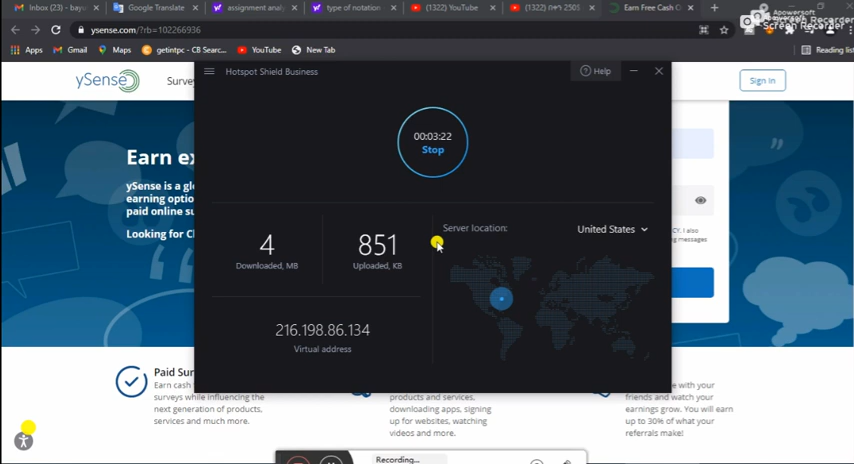 Inbox (23) - bay
Google Translate
assignment analy
type of notation
(1322) YouTube
Earn Free Cash O
Apowersoft
Screen Recorder
ysense.com/?rb=102266936
Apps
Gmail
Maps
getintpc - CB Searc...
YouTube
New Tab
Reading list
ySense
Survey
Sign in
Hotspot Shield Business
Help
00:03:22
Stop
Earn ex
ySense is a gl
earning option
paid online su
4
Downloaded, MB
851
Uploaded, KB
Server location:
United States
216.198.86.134
Virtual address
CY. I also
ng messages
Paid Sur
Earn cash
surveys while influencing the
next generation of products,
services and much more.
products and services,
downloading apps, signing
up for websites, watching
videos and more.
e with your
friends and watch your
earnings grow. You will earn
up to 30% of what your
referrals make!
Recording...